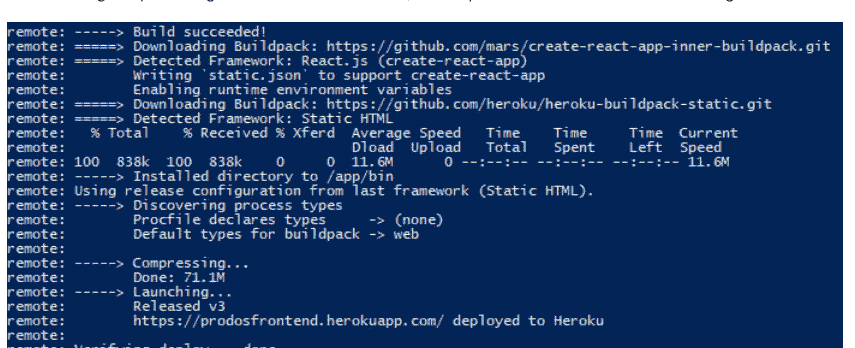 remote: -----> Build succeeded!
remote: =====> Downloading Buildpack: https://github.com/mars/create-react-app-inner-buildpack.git
remote: =====> Detected Framework: React.js (create-react-app)
remote:        Writing `static.json` to support create-react-app
remote:        Enabling runtime environment variables
remote: =====> Downloading Buildpack: https://github.com/heroku/heroku-buildpack-static.git
remote: =====> Detected Framework: Static HTML
remote:   % Total    % Received % Xferd  Average Speed   Time    Time     Time  Current
remote:                                  Dload  Upload   Total   Spent    Left  Speed
remote: 100  838k  100  838k    0     0  11.6M      0 --:--:-- --:--:-- --:--:-- 11.6M
remote: -----> Installed directory to /app/bin
remote: Using release configuration from last framework (Static HTML).
remote: -----> Discovering process types
remote:        Procfile declares types     -> (none)
remote:        Default types for buildpack -> web
remote:
remote: -----> Compressing...
remote:        Done: 71.1M
remote: -----> Launching...
remote:        Released v3
remote:        https://prodosfrontend.herokuapp.com/ deployed to Heroku
remote: